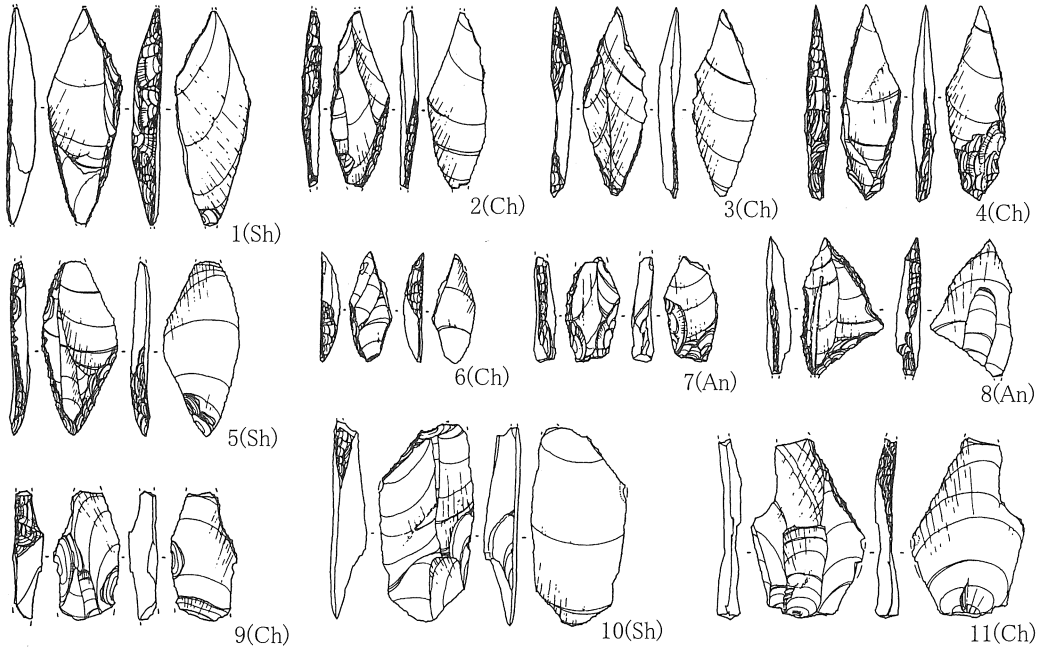 1(Sh)
2(Ch)
3(Ch)
4(Ch)
5(Sh)
6(Ch)
7(An)
8(An)
9(Ch)
10(Sh)
11(Ch)